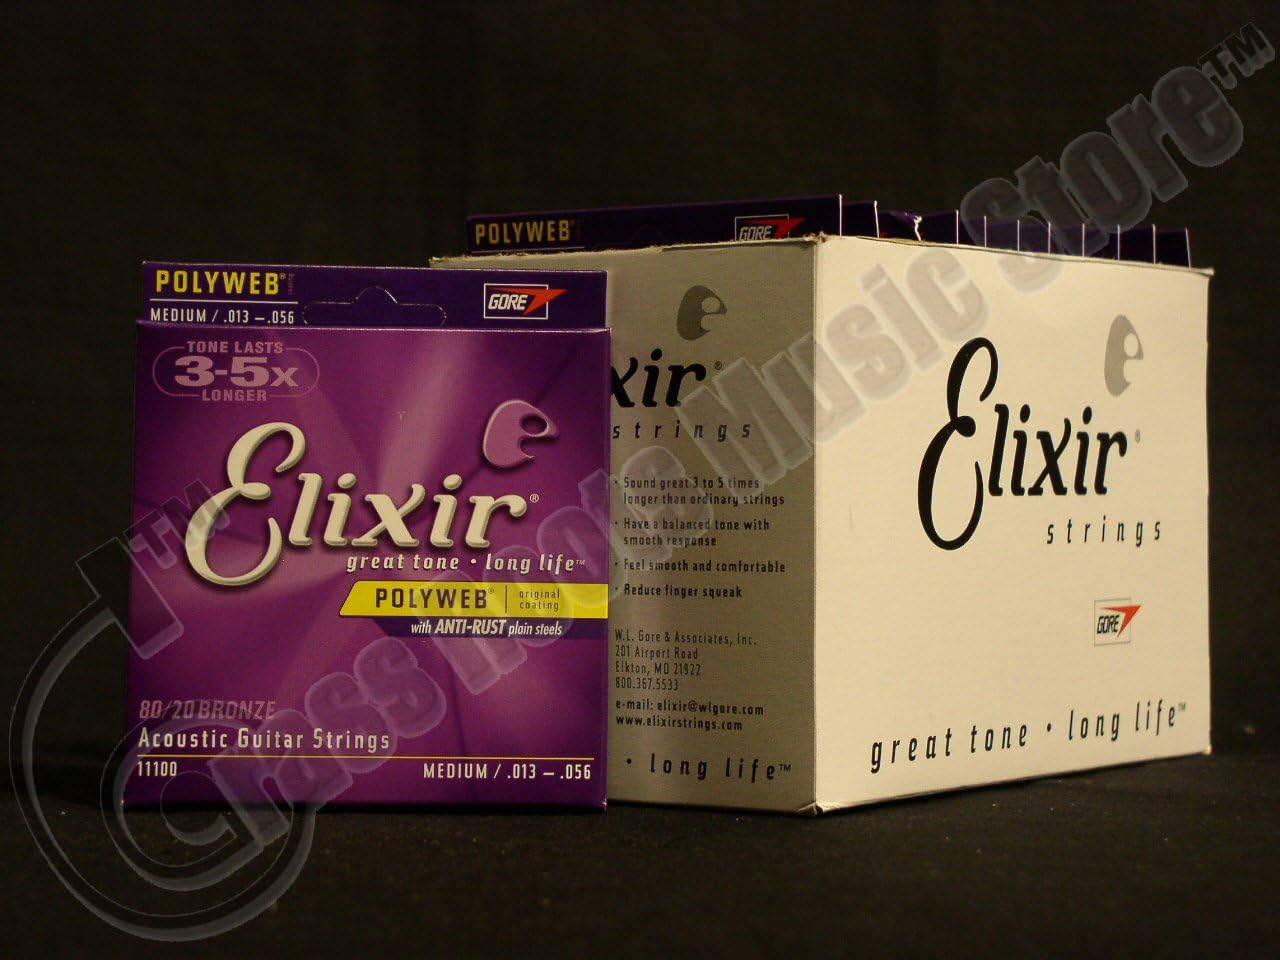 POLYWEB®
GORE
MEDIUM / .013 — .056
TONE LASTS
3-5x
LONGER
Elixir®
great tone · long life™
POLYWEB® | original
coating
with ANTI-RUST plain steels
80/20 BRONZE
Acoustic Guitar Strings
11100
MEDIUM / .013 — .056
POLYWEB®
GORE
xir®
strings
· Sound great 3 to 5 times
longer than ordinary strings
· Have a balanced tone with
smooth response
· Feel smooth and comfortable
· Reduce finger squeak
W.L. Gore & Associates, Inc.
201 Airport Road
Elkton, MD 21922
800.367.5533
e-mail: elixir@wlgore.com
www.elixirstrings.com
· long life™
Elixir®
strings
GORE
great tone · long life™
Roots Music Store™